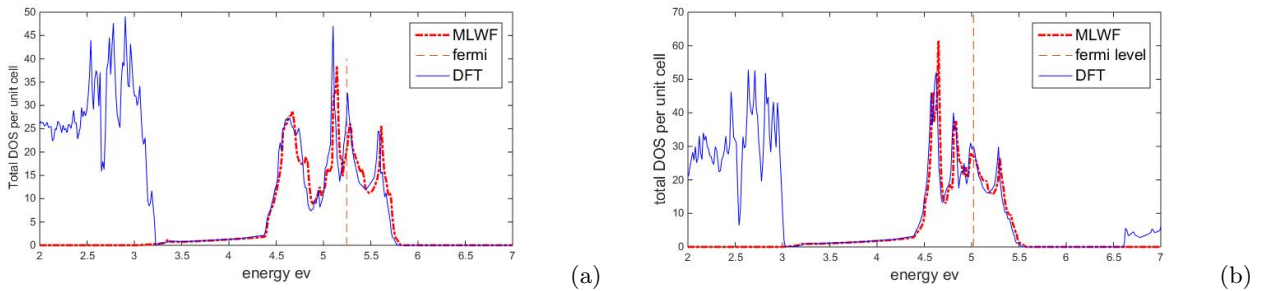 Total DOS per unit cell
50
45
40
35
30
25
20
15
10
5
0
2 2.5 3 3.5 4 4.5 5 5.5 6 6.5 7
energy ev
MLWF
fermi
DFT
(a)
total DOS per unit cell
70
60
50
40
30
20
10
0
2 2.5 3 3.5 4 4.5 5 5.5 6 6.5 7
energy ev
MLWF
fermi level
DFT
(b)